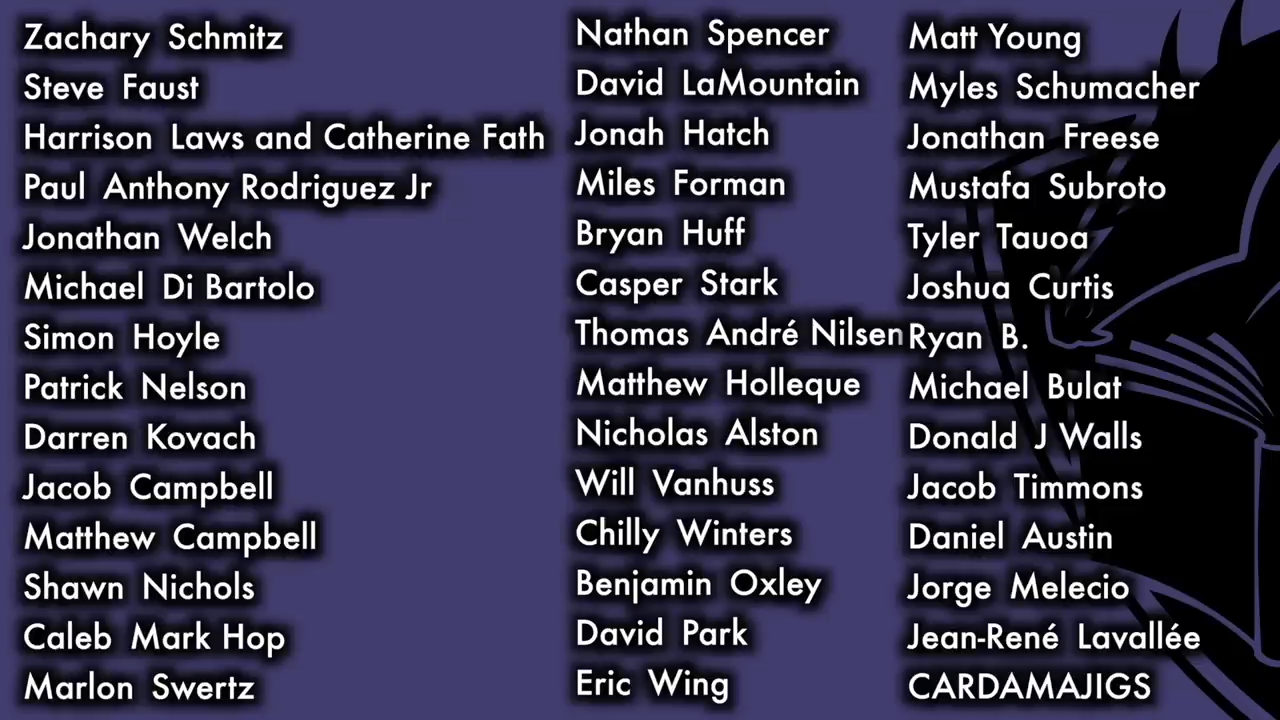 Zachary Schmitz
Steve Faust
Harrison Laws and Catherine Fath
Paul Anthony Rodriguez Jr
Jonathan Welch
Michael Di Bartolo
Simon Hoyle
Patrick Nelson
Darren Kovach
Jacob Campbell
Matthew Campbell
Shawn Nichols
Caleb Mark Hop
Marlon Swertz
Nathan Spencer
David LaMountain
Jonah Hatch
Miles Forman
Bryan Huff
Casper Stark
Thomas André Nilsen
Matthew Holleque
Nicholas Alston
Will Vanhuss
Chilly Winters
Benjamin Oxley
David Park
Eric Wing
Matt Young
Myles Schumacher
Jonathan Freese
Mustafa Subroto
Tyler Tauoa
Joshua Curtis
Ryan B.
Michael Bulat
Donald J Walls
Jacob Timmons
Daniel Austin
Jorge Melecio
Jean-René Lavallée
CARDAMAJIGS